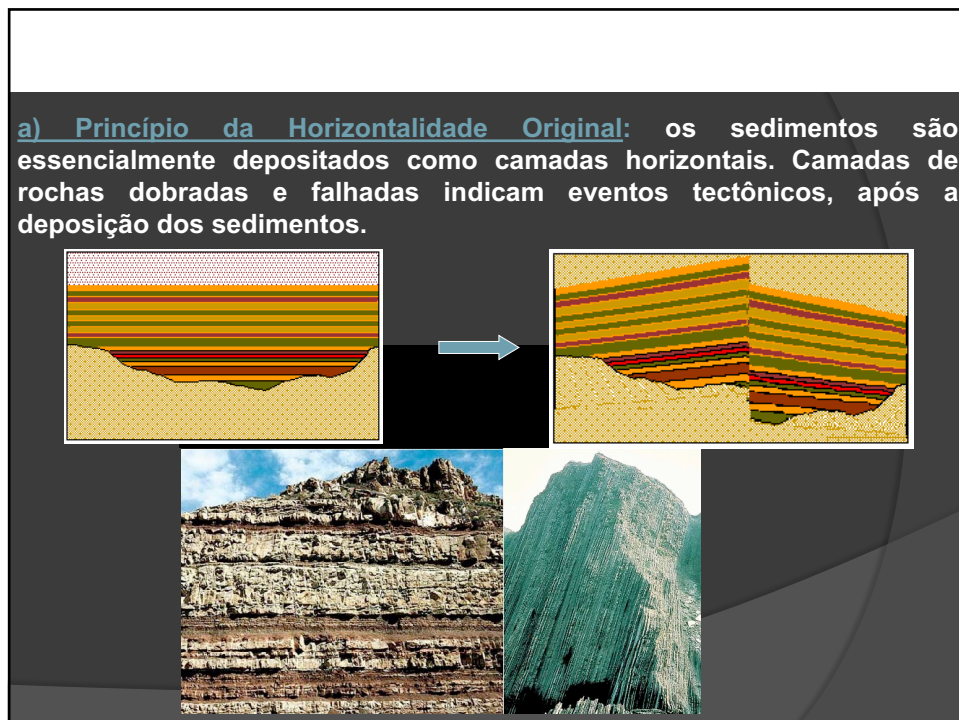 a) Princípio da Horizontalidade Original: os sedimentos são
essencialmente depositados como camadas horizontais. Camadas de
rochas dobradas e falhadas indicam eventos tectônicos, após a
deposição dos sedimentos.